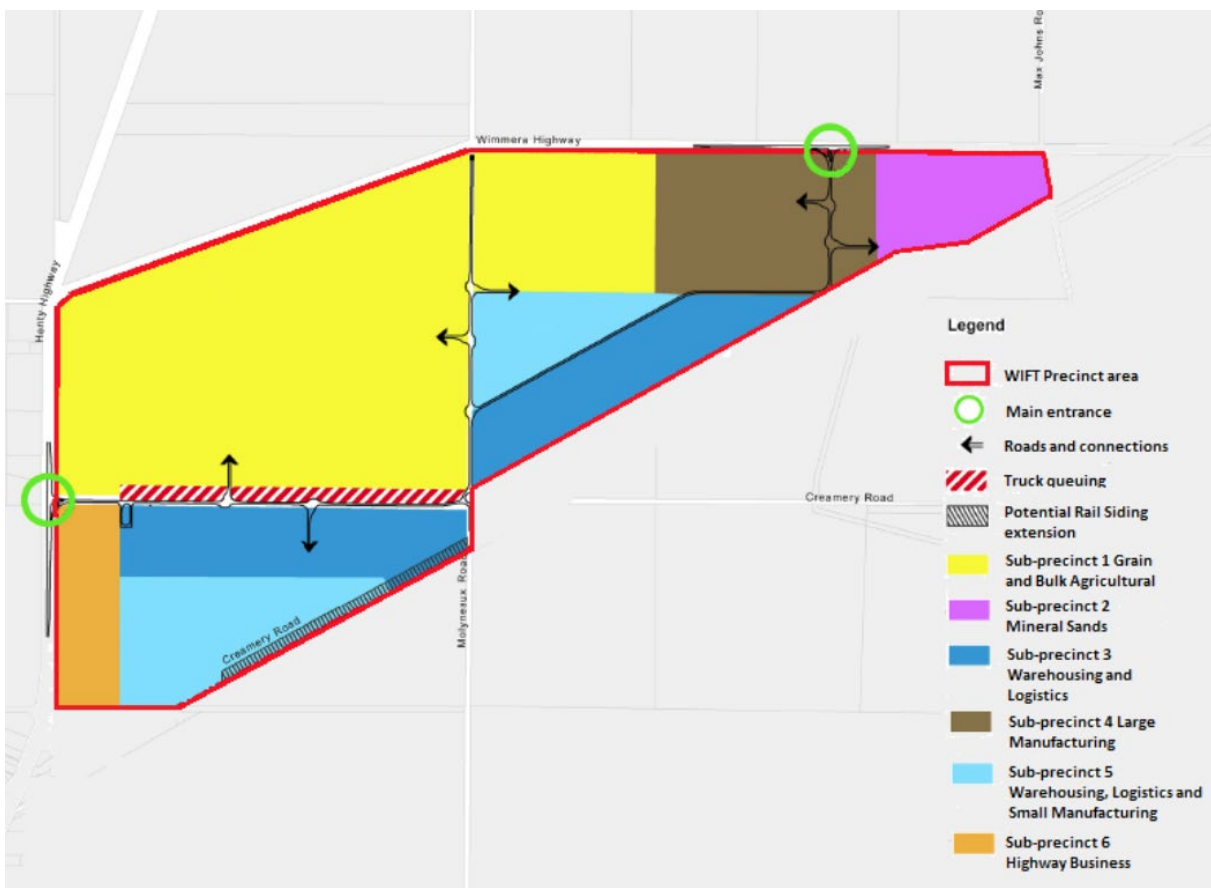 Max Johns Ro
Wimmera Highway
Henty Highway
Creamery Road
Molyneaux Road
Creamery Road
Legend
WIFT Precinct area
Main entrance
Roads and connections
Truck queuing
Potential Rail Siding
extension
Sub-precinct 1 Grain
and Bulk Agricultural
Sub-precinct 2
Mineral Sands
Sub-precinct 3
Warehousing and
Logistics
Sub-precinct 4 Large
Manufacturing
Sub-precinct 5
Warehousing, Logistics and
Small Manufacturing
Sub-precinct 6
Highway Business